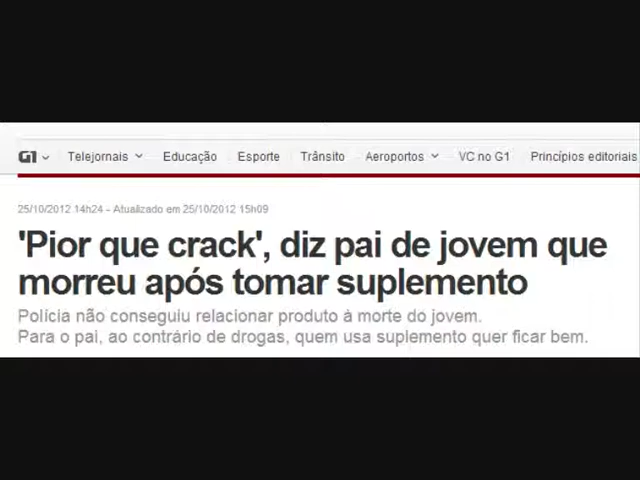 G1 Telejornais Educação Esporte Trânsito Aeroportos VC no G1 Princípios editoriais
25/10/2012 14h24 - Atualizado em 25/10/2012 15h09
'Pior que crack', diz pai de jovem que
morreu após tomar suplemento
Polícia não conseguiu relacionar produto à morte do jovem.
Para o pai, ao contrário de drogas, quem usa suplemento quer ficar bem.